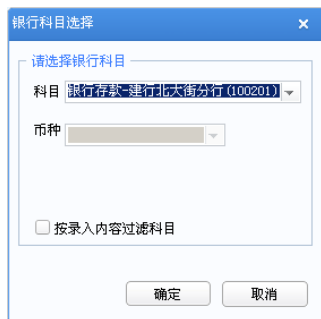 银行科目选择
请选择银行科目
科目 银行存款-建行北大街分行(100201)
币种
按录入内容过滤科目
确定 取消